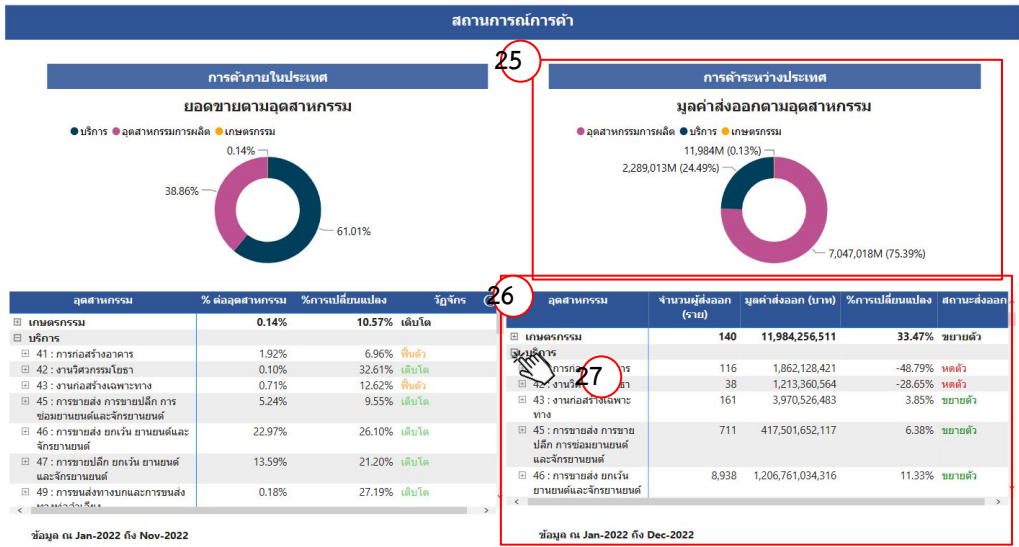 สถานการณ์การค้า
25
การค้าภายในประเทศ
ยอดขายตามอุตสาหกรรม
บริการ อุตสาหกรรมการผลิต เกษตรกรรม
0.14%
38.86%
61.01%
การค้าระหว่างประเทศ
มูลค่าส่งออกตามอุตสาหกรรม
อุตสาหกรรมการผลิต บริการ เกษตรกรรม
11,984M (0.13%)
2,289,013M (24.49%)
7,047,018M (75.39%)
อุตสาหกรรม % ต่ออุตสาหกรรม %การเปลี่ยนแปลง วัฏจักร
เกษตรกรรม 0.14% 10.57% เติบโต
บริการ
41 : การก่อสร้างอาคาร 1.92% 6.96% ฟื้นตัว
42 : งานวิศวกรรมโยธา 0.10% 32.61% เติบโต
43 : งานก่อสร้างเฉพาะทาง 0.71% 12.62% ฟื้นตัว
45 : การขายส่ง การขายปลีก การ 5.24% 9.55% เติบโต
ซ่อมยานยนต์และจักรยานยนต์
46 : การขายส่ง ยกเว้น ยานยนต์และ 22.97% 26.10% เติบโต
จักรยานยนต์
47 : การขายปลีก ยกเว้น ยานยนต์ 13.59% 21.20% เติบโต
และจักรยานยนต์
49 : การขนส่งทางบกและการขนส่ง 0.18% 27.19% เติบโต
ทางท่อลำเลียง
ข้อมูล ณ Jan-2022 ถึง Nov-2022
26
อุตสาหกรรม จำนวนผู้ส่งออก มูลค่าส่งออก (บาท) %การเปลี่ยนแปลง สถานะส่งออก
(ราย)
เกษตรกรรม 140 11,984,256,511 33.47% ขยายตัว
บริการ
27
116 1,862,128,421 -48.79% หดตัว
42 : 38 1,213,360,564 -28.65% หดตัว
43 : งานก่อสร้างเฉพาะ 161 3,970,526,483 3.85% ขยายตัว
ทาง
45 : การขายส่ง การขาย 711 417,501,652,117 6.38% ขยายตัว
ปลีก การซ่อมยานยนต์
และจักรยานยนต์
46 : การขายส่ง ยกเว้น 8,938 1,206,761,034,316 11.33% ขยายตัว
ยานยนต์และจักรยานยนต์
ข้อมูล ณ Jan-2022 ถึง Dec-2022